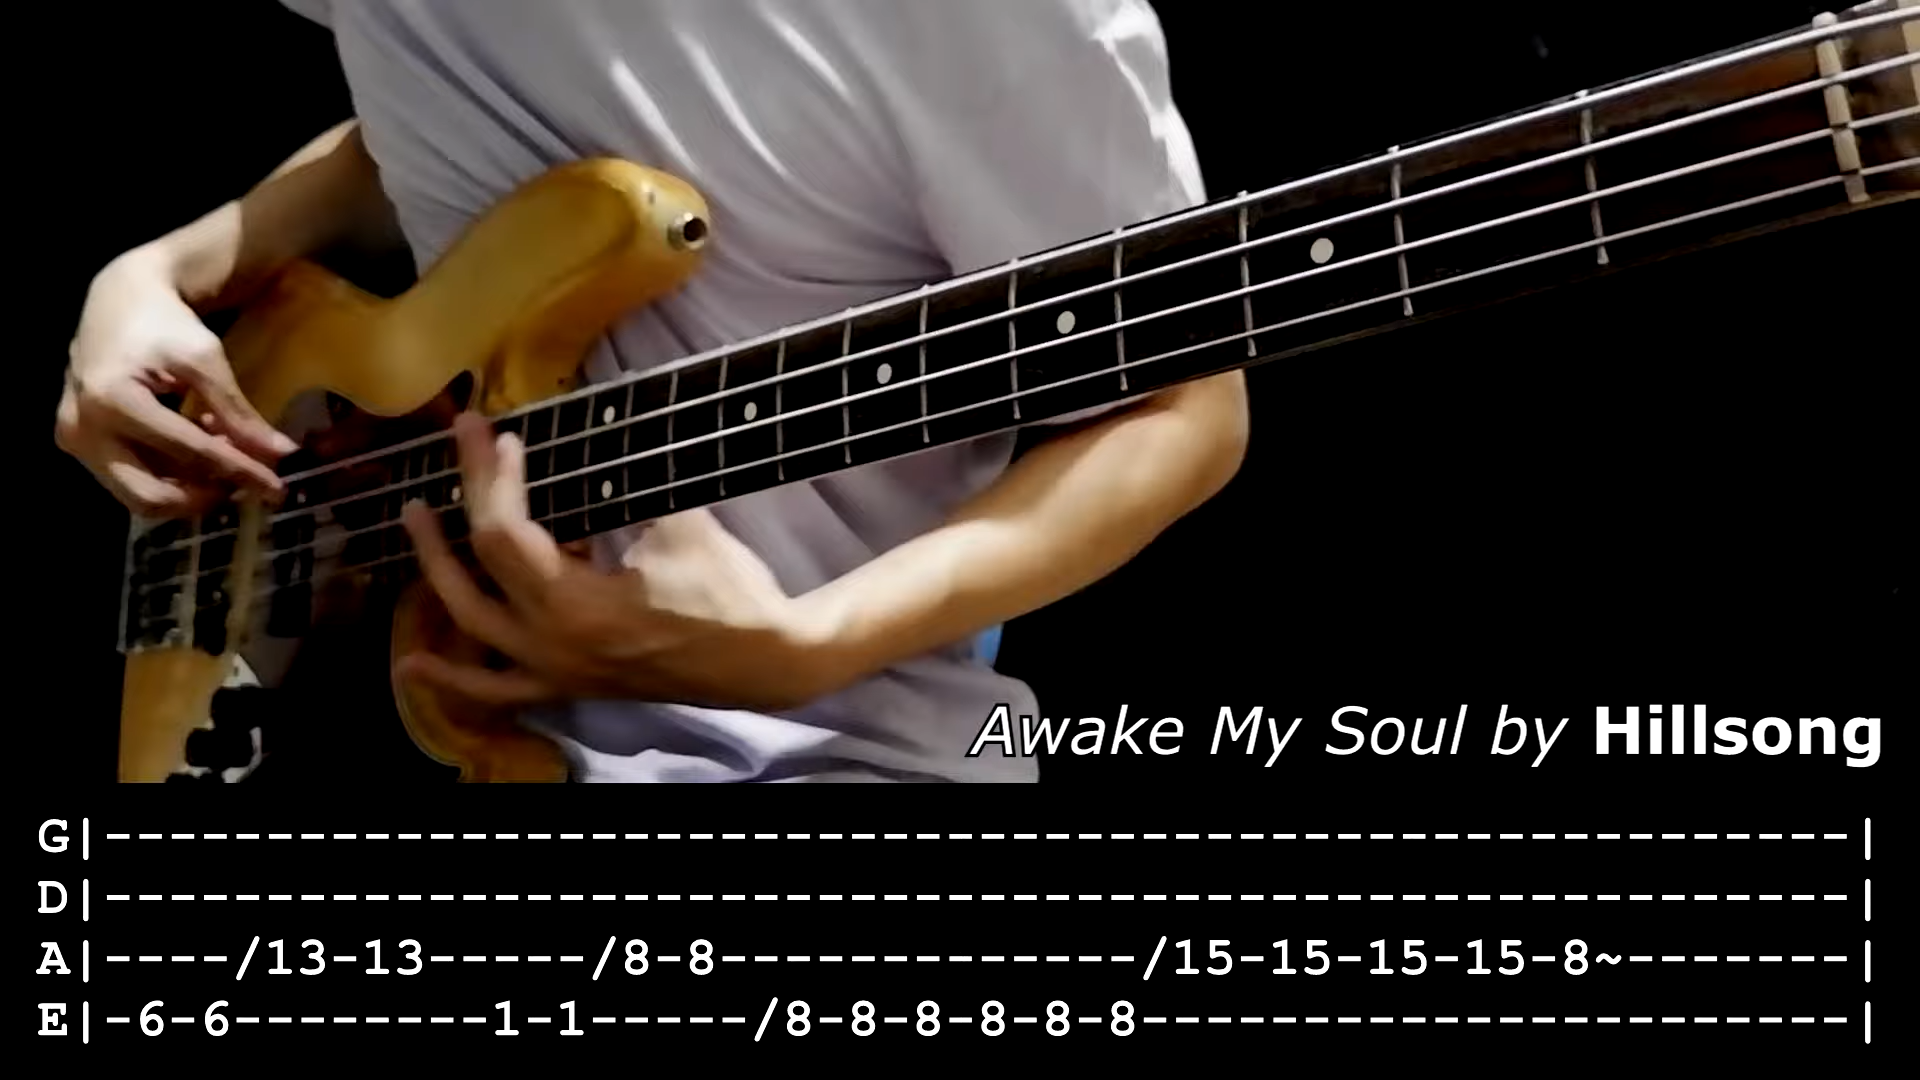 Awake My Soul by Hillsong
G|------------------------------------------------------|
D|------------------------------------------------------|
A|----/13-13-----/8-8-------------/15-15-15-15-8~-------|
E|-6-6--------1-1-----/8-8-8-8-8-8----------------------|